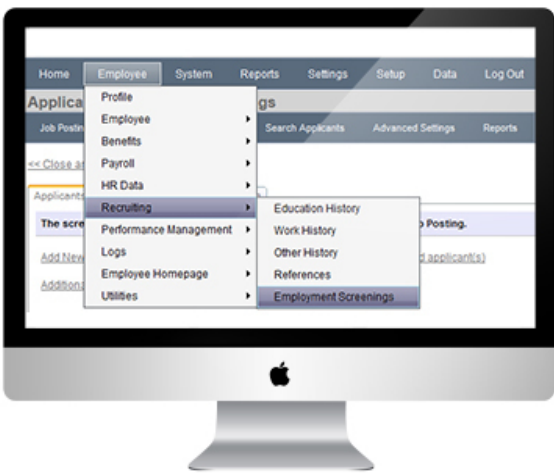 Home Employee System Reports Settings Setup Data Log Out
Applica gs
Job Postin Search Applicants Advanced Settings Reports
<< Close a
Applicants
The scre o Posting.
Add New d applicant(s)
Additiona
Profile
Employee
Benefits
Payroll
HR Data
Recruiting
Performance Management
Logs
Employee Homepage
Utilities
Education History
Work History
Other History
References
Employment Screenings